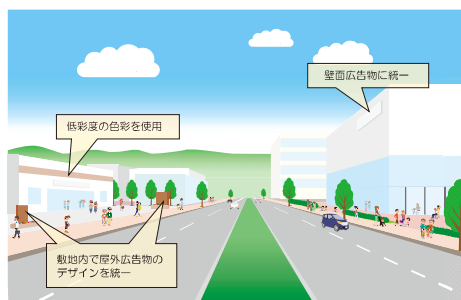 壁面広告物に統一
低彩度の色彩を使用
敷地内で屋外広告物の
デザインを統一